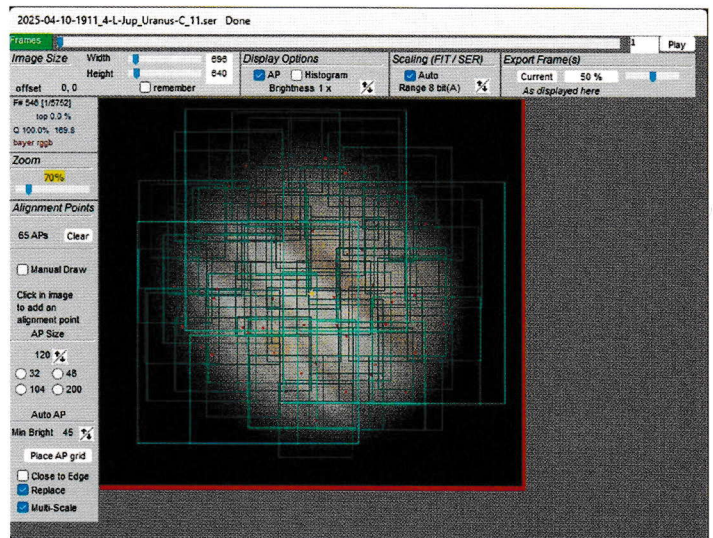 2025-04-10-1911_4-L-Jup_Uranus-C_11.ser   Done
Frames 1 Play
Image Size Width 696 Display Options Scaling (FIT / SER) Export Frame(s)
Height 640 AP Histogram Auto Current 50 %
offset 0, 0 remember Brightness 1 x Range 8 bit(A) As displayed here
F# 546 [1/5752]
top 0.0 %
Q 100.0% 169.8
bayer rggb
Zoom
70%
Alignment Points
65 APs Clear
Manual Draw
Click in image
to add an
alignment point
AP Size
120
32 48
104 200
Auto AP
Min Bright 45
Place AP grid
Close to Edge
Replace
Multi-Scale